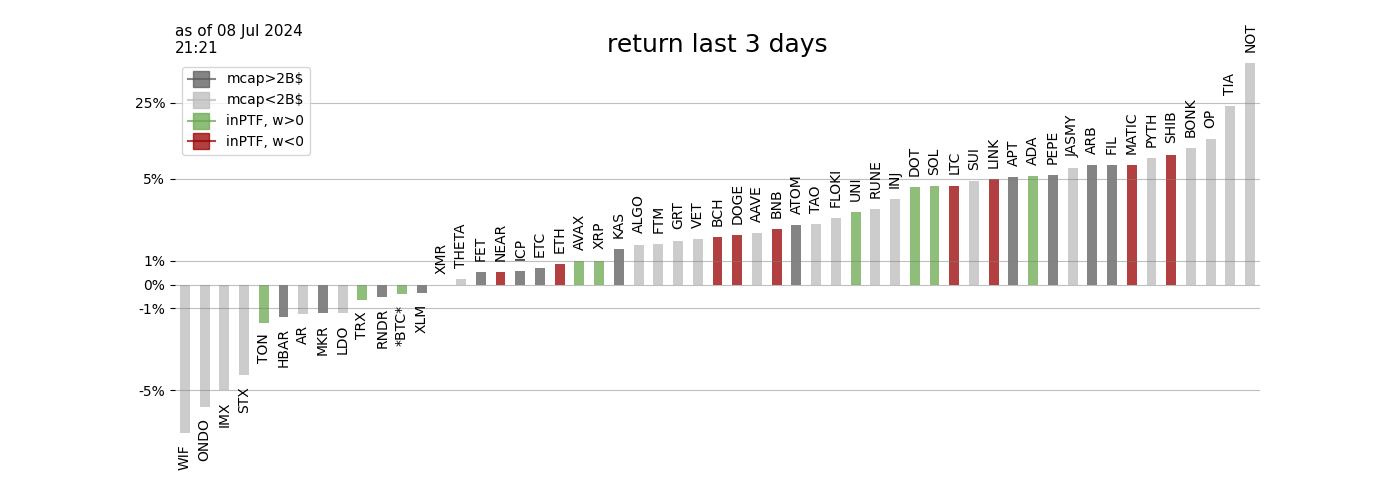 as of 08 Jul 2024
21:21
return last 3 days
mcap>2B$
mcap<2B$
inPTF, w>0
inPTF, w<0
25%
5%
1%
0%
-1%
-5%
WIF
ONDO
IMX
STX
TON
HBAR
AR
MKR
LDO
TRX
RNDR
*BTC*
XLM
XMR
THETA
FET
NEAR
ICP
ETC
ETH
AVAX
XRP
KAS
ALGO
FTM
GRT
VET
BCH
DOGE
AAVE
BNB
ATOM
TAO
FLOKI
UNI
RUNE
INJ
DOT
SOL
LTC
SUI
LINK
APT
ADA
PEPE
JASMY
ARB
FIL
MATIC
PYTH
SHIB
BONK
OP
TIA
NOT